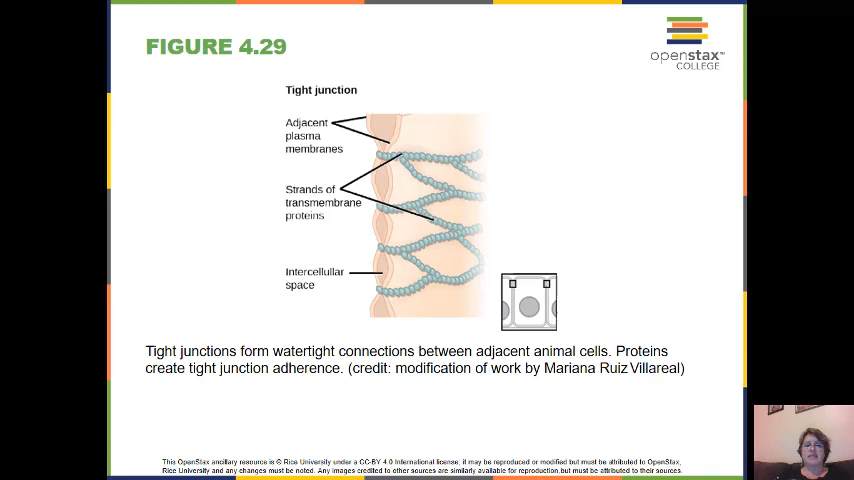 FIGURE 4.29
openstax™
COLLEGE
Tight junction
Adjacent
plasma
membranes
Strands of
transmembrane
proteins
Intercellular
space
Tight junctions form watertight connections between adjacent animal cells. Proteins
create tight junction adherence. (credit: modification of work by Mariana Ruiz Villareal)
This OpenStax ancillary resource is © Rice University under a CC-BY 4.0 International license; it may be reproduced or modified but must be attributed to OpenStax,
Rice University and any changes must be noted. Any images credited to other sources are similarly available for reproduction, but must be attributed to their sources.